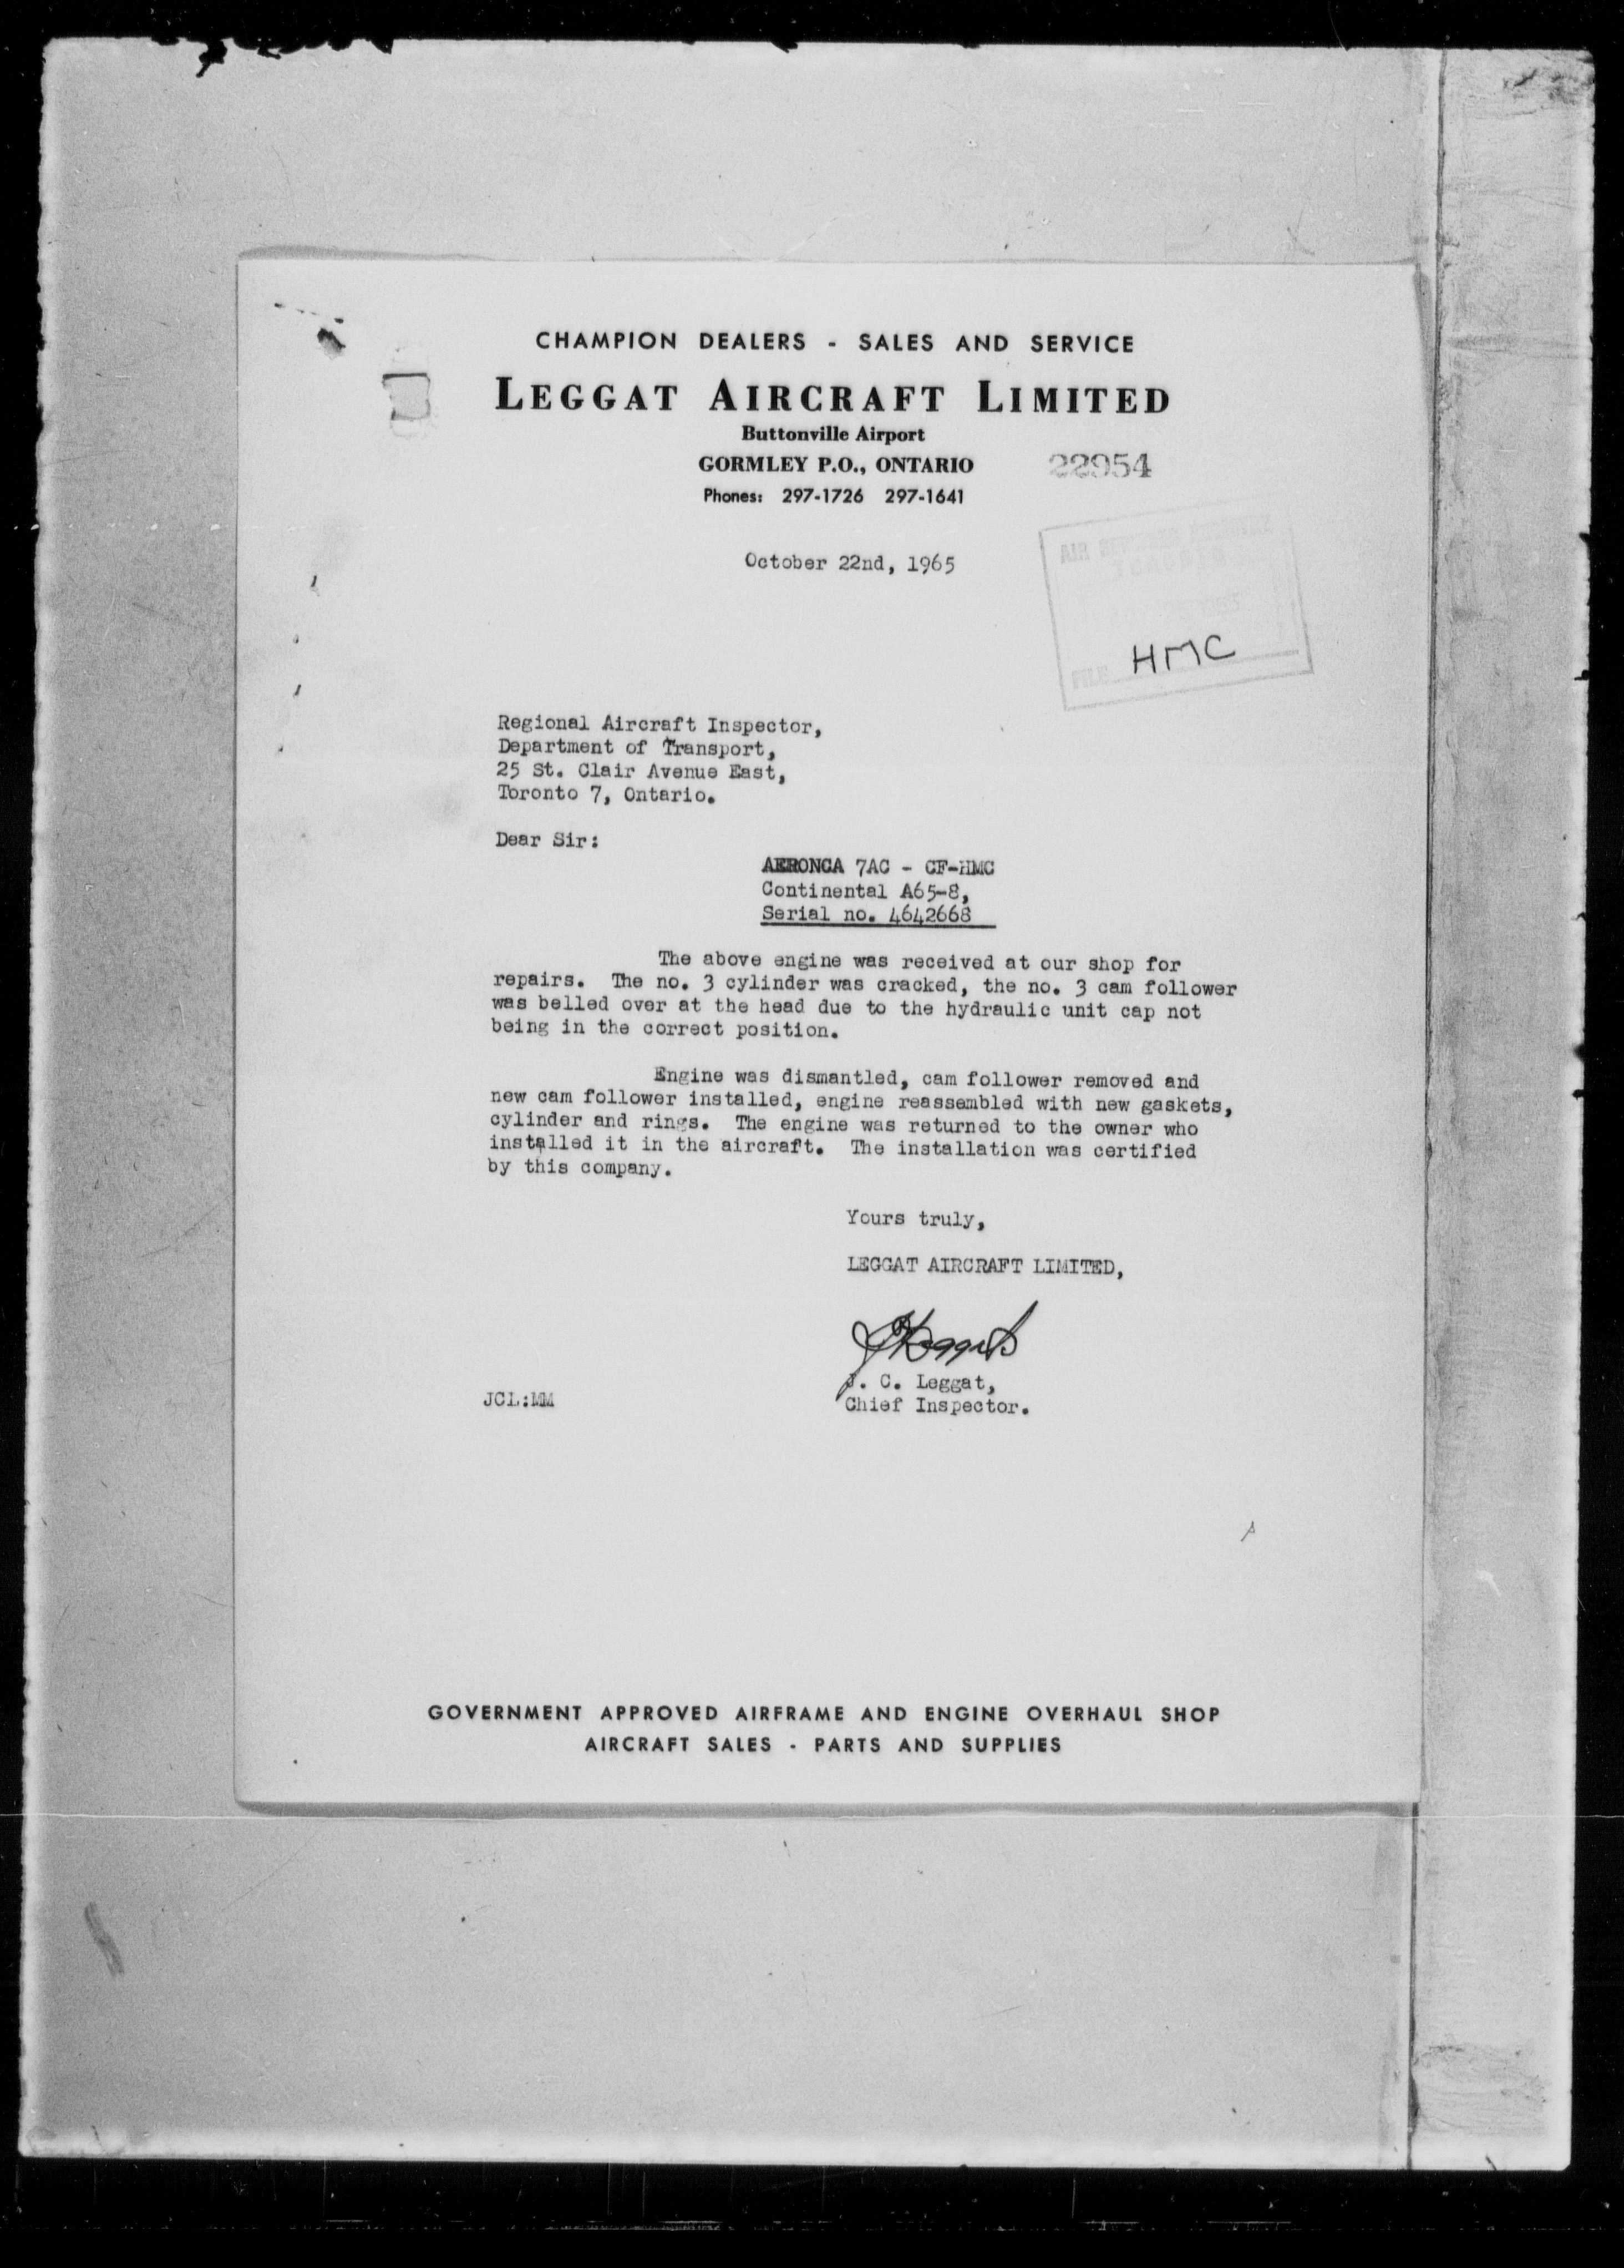 CHAMPION DEALERS - SALES AND SERVICE
LEGGAT AIRCRAFT LIMITED
Buttonville Airport
GORMLEY P.O., ONTARIO
22954
Phones: 297-1726 297-1641
October 22nd, 1965
AIR
HMC
FILE
Regional Aircraft Inspector,
Department of Transport,
25 St. Clair Avenue East,
Toronto 7, Ontario.
Dear Sir:
AERONCA 7AC - CF-HMC
Continental A65-8,
Serial no. 4642668
The above engine was received at our shop for
repairs. The no. 3 cylinder was cracked, the no. 3 cam follower
was belled over at the head due to the hydraulic unit cap not
being in the correct position.
Engine was dismantled, cam follower removed and
new cam follower installed, engine reassembled with new gaskets,
cylinder and rings. The engine was returned to the owner who
installed it in the aircraft. The installation was certified
by this company.
Yours truly,
LEGGAT AIRCRAFT LIMITED,
J. C. Leggat,
JCL:MM
Chief Inspector.
GOVERNMENT APPROVED AIRFRAME AND ENGINE OVERHAUL SHOP
AIRCRAFT SALES - PARTS AND SUPPLIES